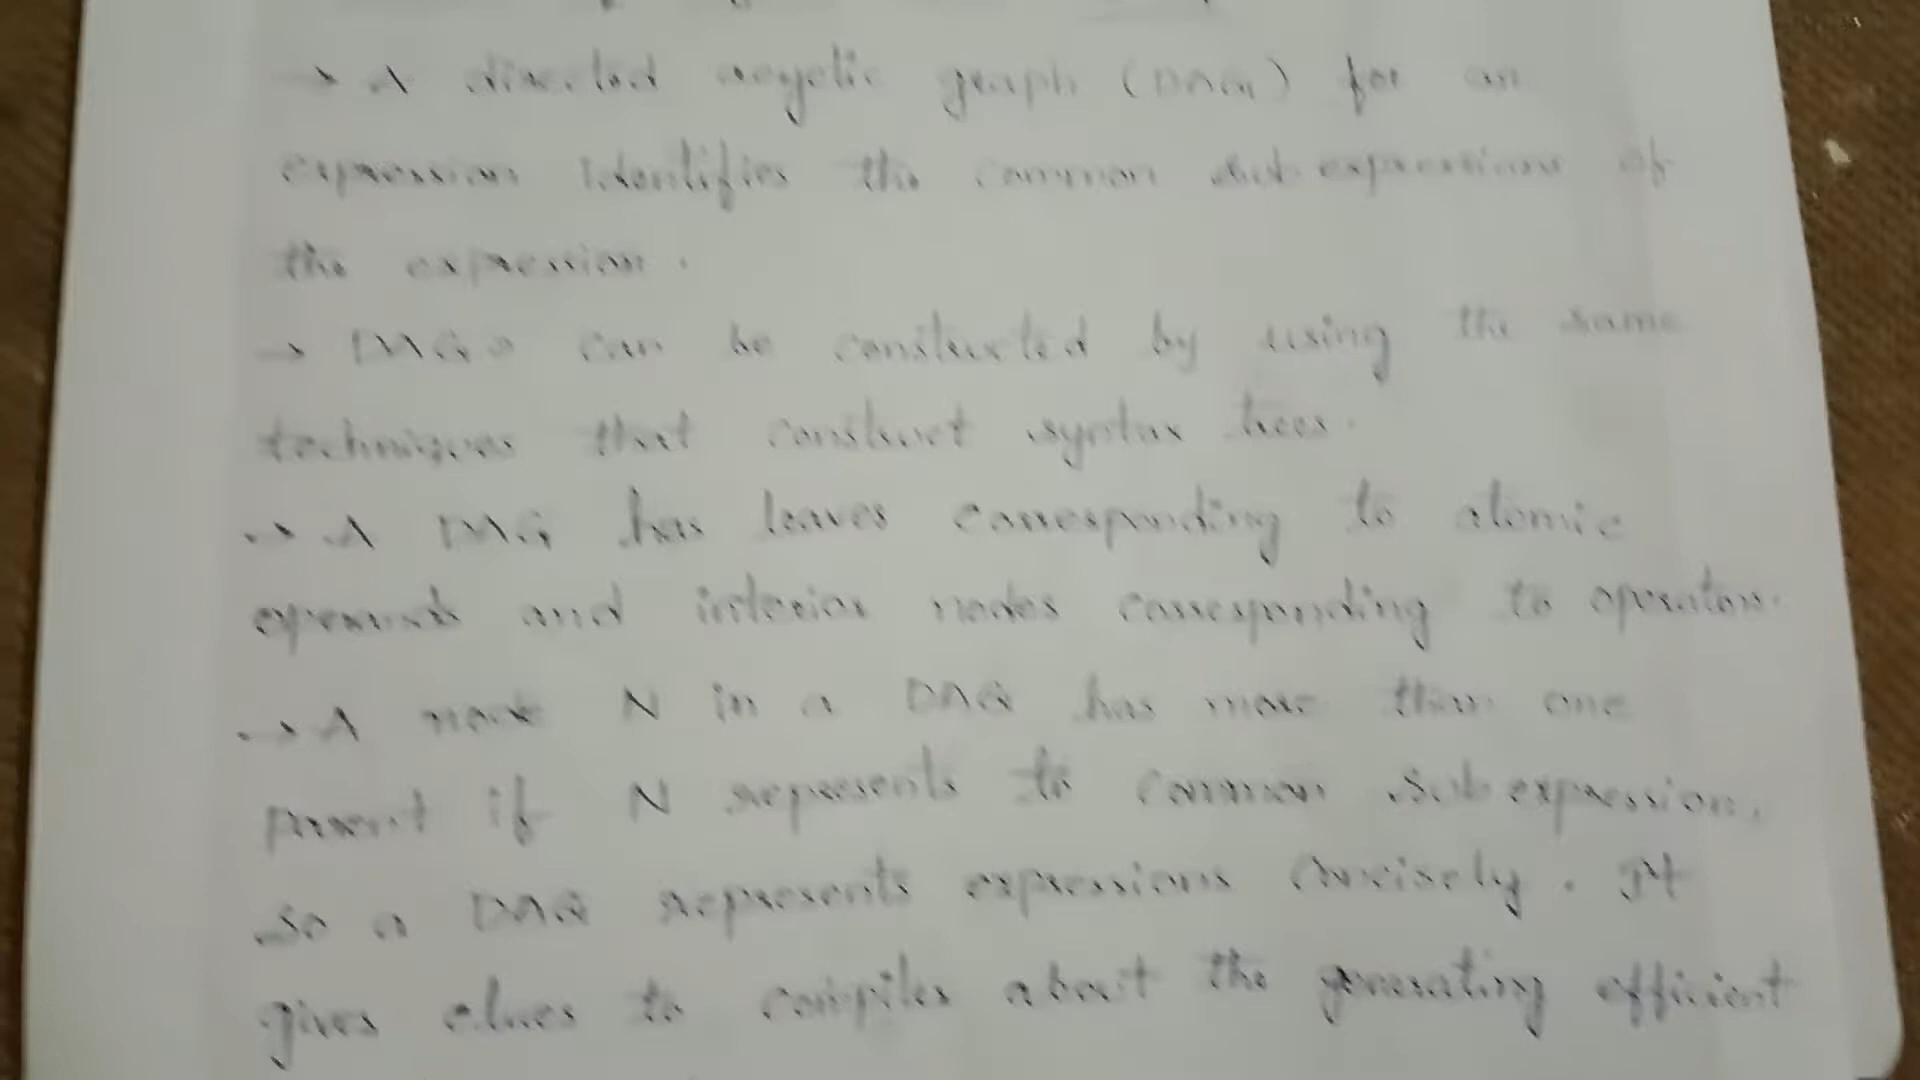 → A directed acyclic graph (DAG) for an
expression identifies the common sub expressions of
the expression.
→ DAGs can be constructed by using the same
techniques that construct syntax trees.
→ A DAG has leaves corresponding to atomic
operands and interior nodes corresponding to operators.
→ A node N in a DAG has more than one
parent if N represents to common sub expression,
so a DAG represents expressions concisely. It
gives clues to compiler about the generating efficient